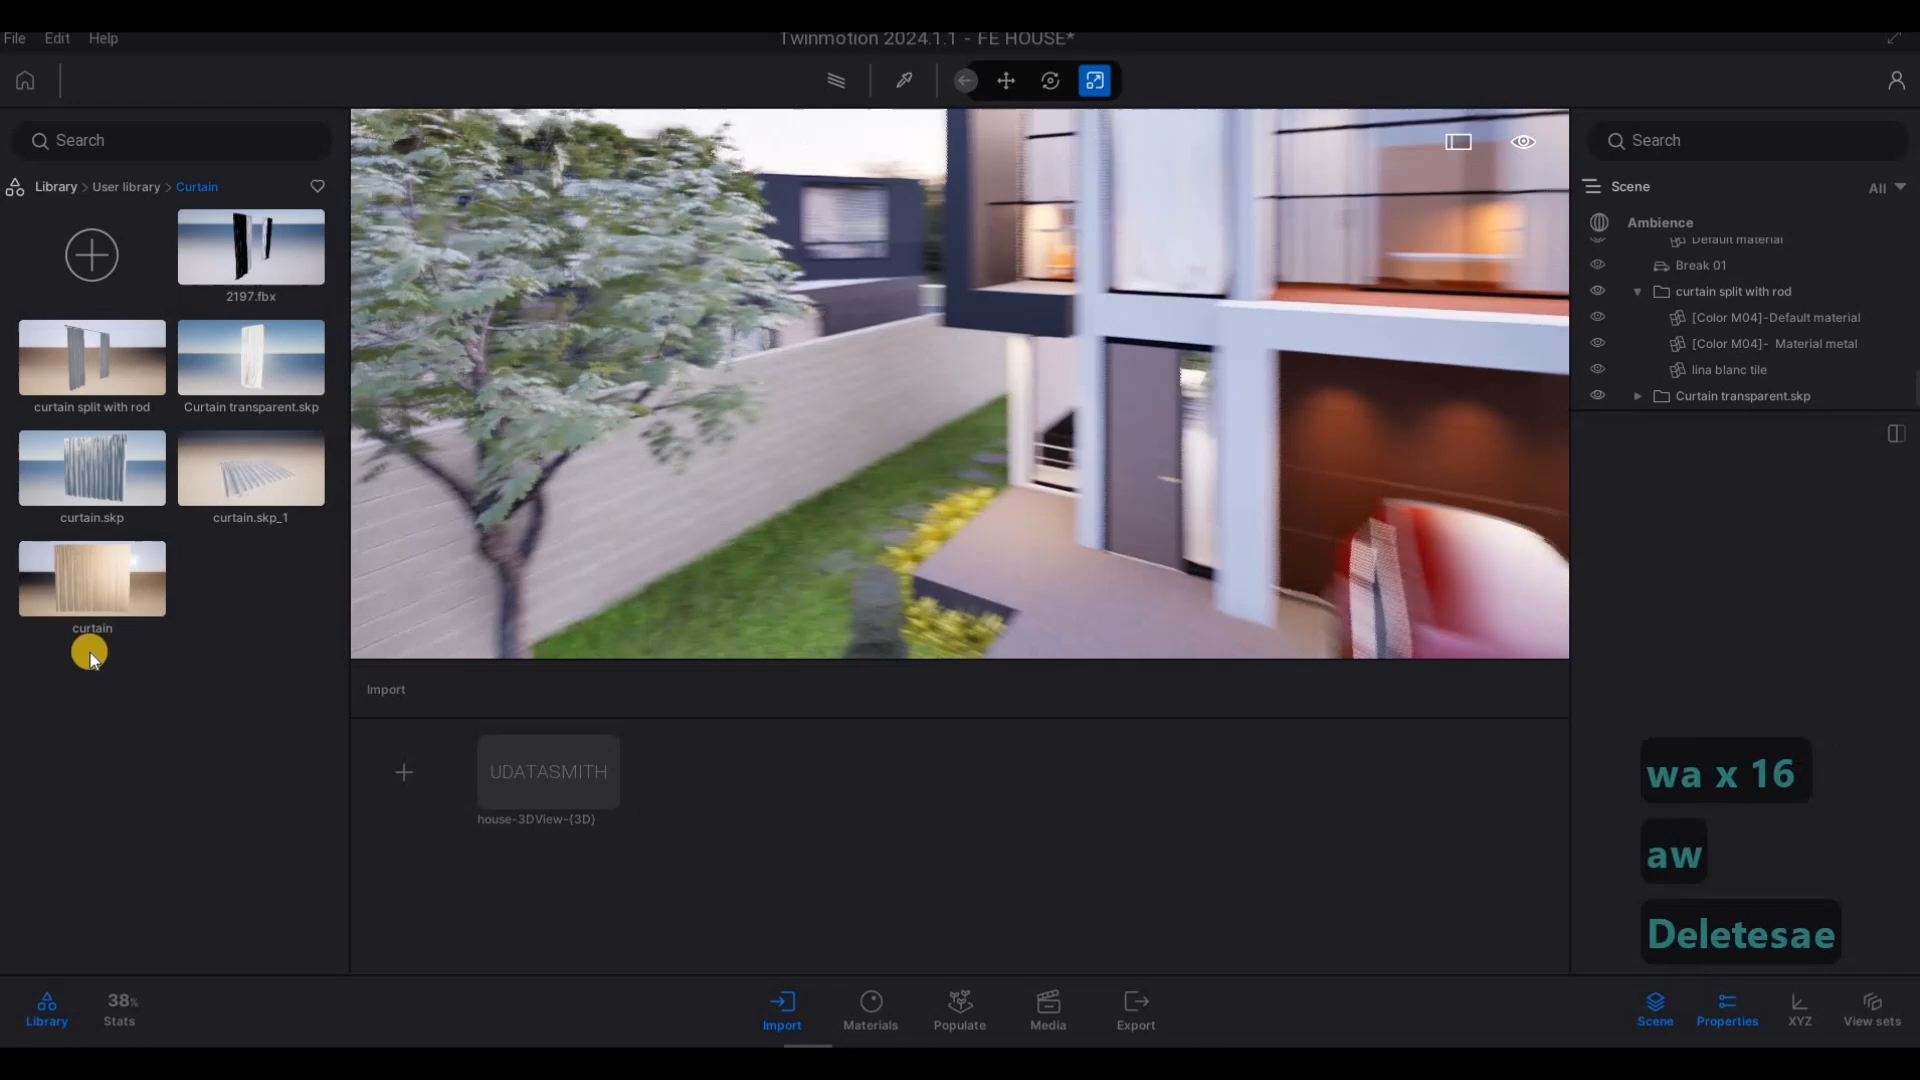 File Edit Help
Twinmotion 2024.1.1 - FE HOUSE*
Search
Library > User library > Curtain
2197.fbx
curtain split with rod
Curtain transparent.skp
curtain.skp
curtain.skp_1
curtain
Import
UDATASMITH
house-3DView-{3D}
Search
Scene
All
Ambience
Default material
Break 01
curtain split with rod
[Color M04]-Default material
[Color M04]- Material metal
lina blanc tile
Curtain transparent.skp
wa x 16
aw
Deletesae
Library
38%
Stats
Import
Materials
Populate
Media
Export
Scene
Properties
XYZ
View sets